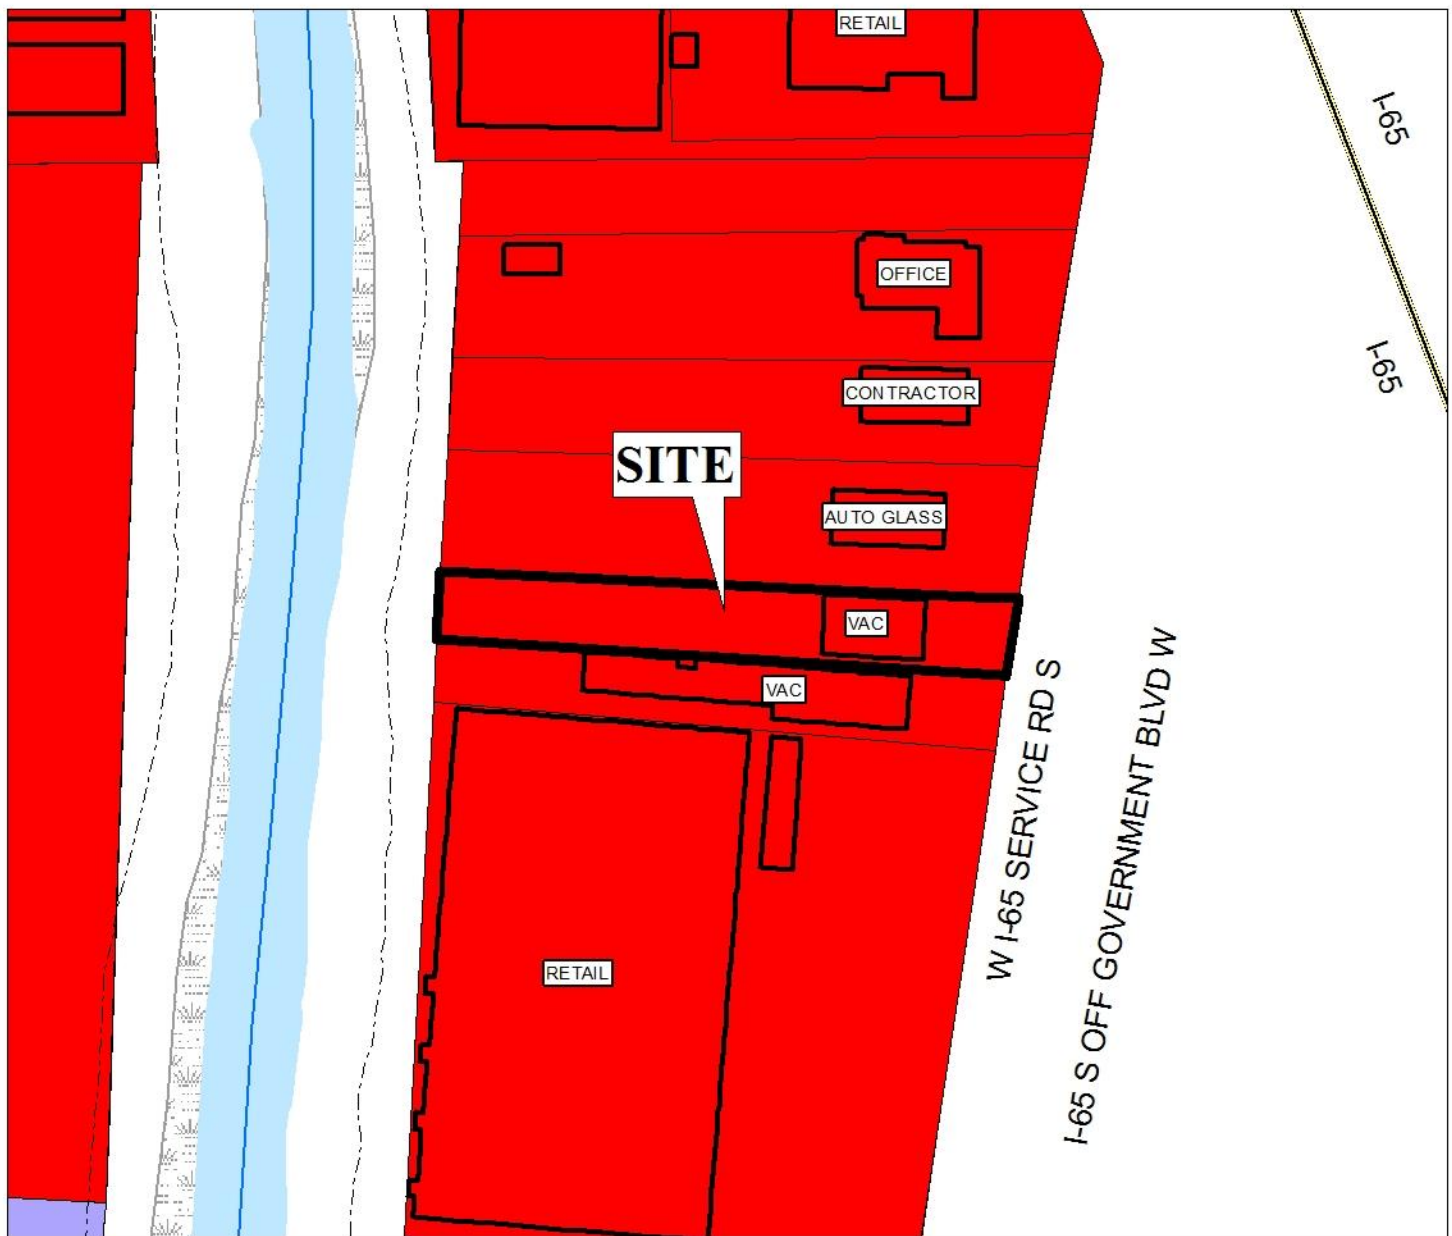 RETAIL
I-65
OFFICE
I-65
CONTRACTOR
SITE
AUTO GLASS
VAC
VAC
W I-65 SERVICE RD S
I-65 S OFF GOVERNMENT BLVD W
RETAIL